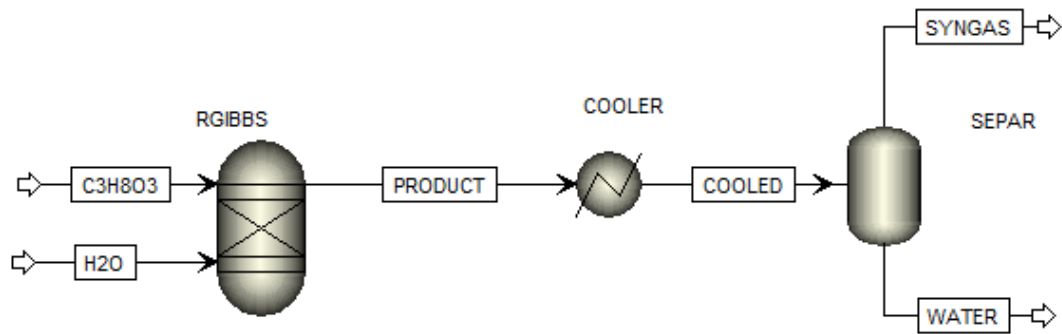 SYNGAS
COOLER
SEPAR
RGIBBS
C3H8O3
PRODUCT
COOLED
H2O
WATER